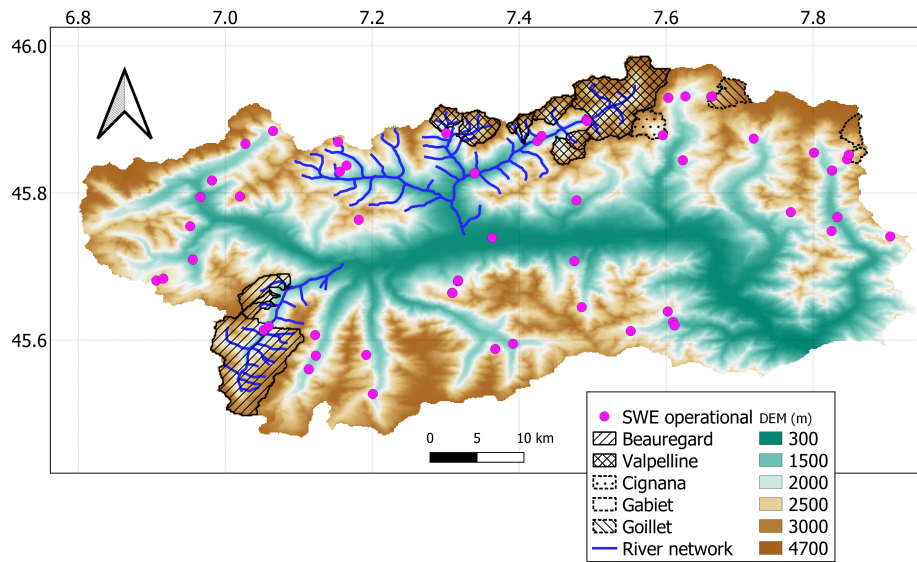 6.8 7.0 7.2 7.4 7.6 7.8
46.0
45.8
45.6
0 5 10 km
SWE operational DEM (m)
Beauregard 300
Valpelline 1500
Cignana 2000
Gabiet 2500
Goillet 3000
River network 4700